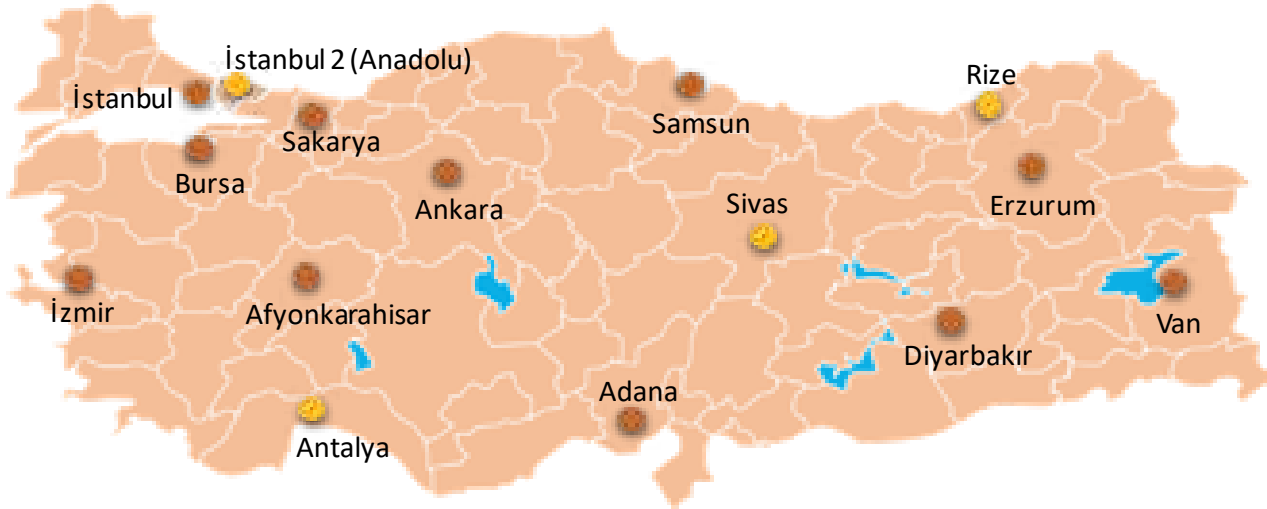 İstanbul 2 (Anadolu)
İstanbul
Rize
Sakarya
Samsun
Bursa
Ankara
Sivas
Erzurum
İzmir
Afyonkarahisar
Van
Diyarbakır
Adana
Antalya